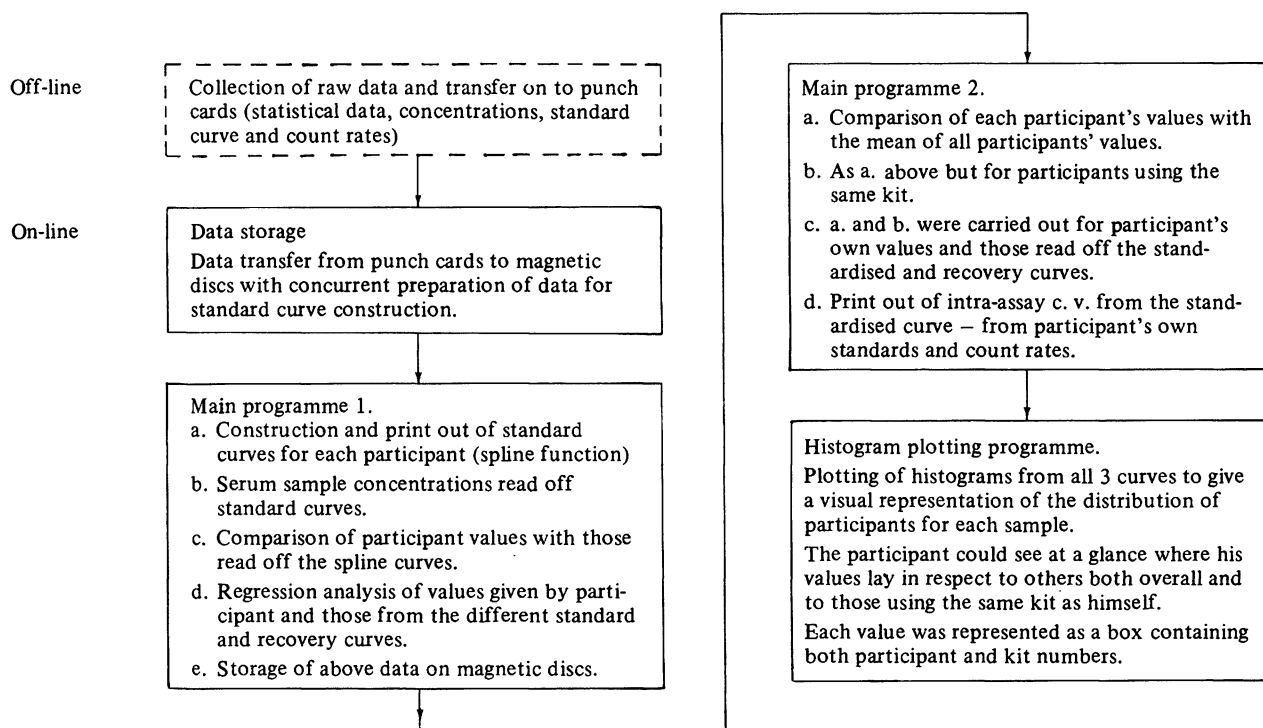 Off-line
Collection of raw data and transfer on to punch
cards (statistical data, concentrations, standard
curve and count rates)
On-line
Data storage
Data transfer from punch cards to magnetic
discs with concurrent preparation of data for
standard curve construction.
Main programme 1.
a. Construction and print out of standard
curves for each participant (spline function)
b. Serum sample concentrations read off
standard curves.
c. Comparison of participant values with those
read off the spline curves.
d. Regression analysis of values given by parti-
cipant and those from the different standard
and recovery curves.
e. Storage of above data on magnetic discs.
Main programme 2.
a. Comparison of each participant's values with
the mean of all participants' values.
b. As a. above but for participants using the
same kit.
c. a. and b. were carried out for participant's
own values and those read off the stand-
ardised and recovery curves.
d. Print out of intra-assay c. v. from the stand-
ardised curve – from participant's own
standards and count rates.
Histogram plotting programme.
Plotting of histograms from all 3 curves to give
a visual representation of the distribution of
participants for each sample.
The participant could see at a glance where his
values lay in respect to others both overall and
to those using the same kit as himself.
Each value was represented as a box containing
both participant and kit numbers.